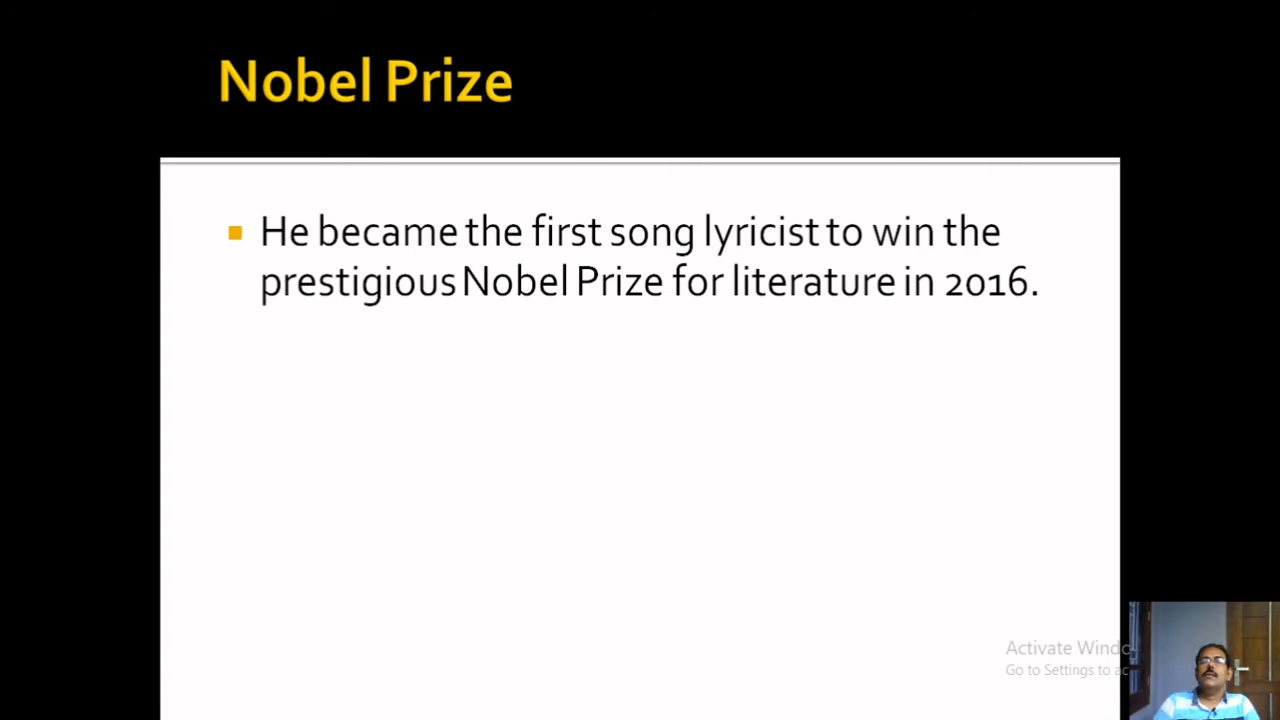 Nobel Prize
He became the first song lyricist to win the
prestigious Nobel Prize for literature in 2016.
Activate Windo
Go to Settings to ac